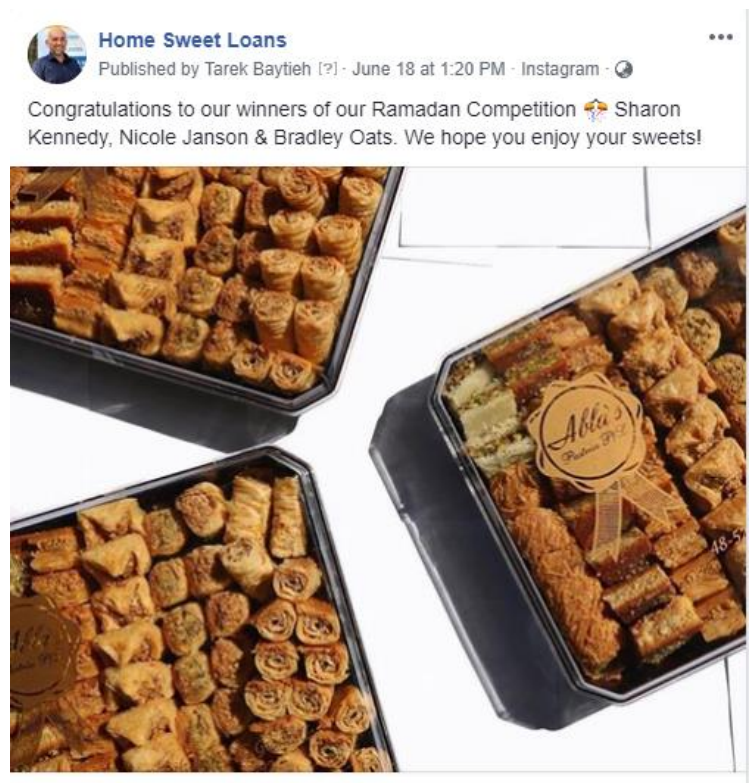 Home Sweet Loans
Published by Tarek Baytieh [?] · June 18 at 1:20 PM · Instagram ·
Congratulations to our winners of our Ramadan Competition 🎊 Sharon
Kennedy, Nicole Janson & Bradley Oats. We hope you enjoy your sweets!
Abla's